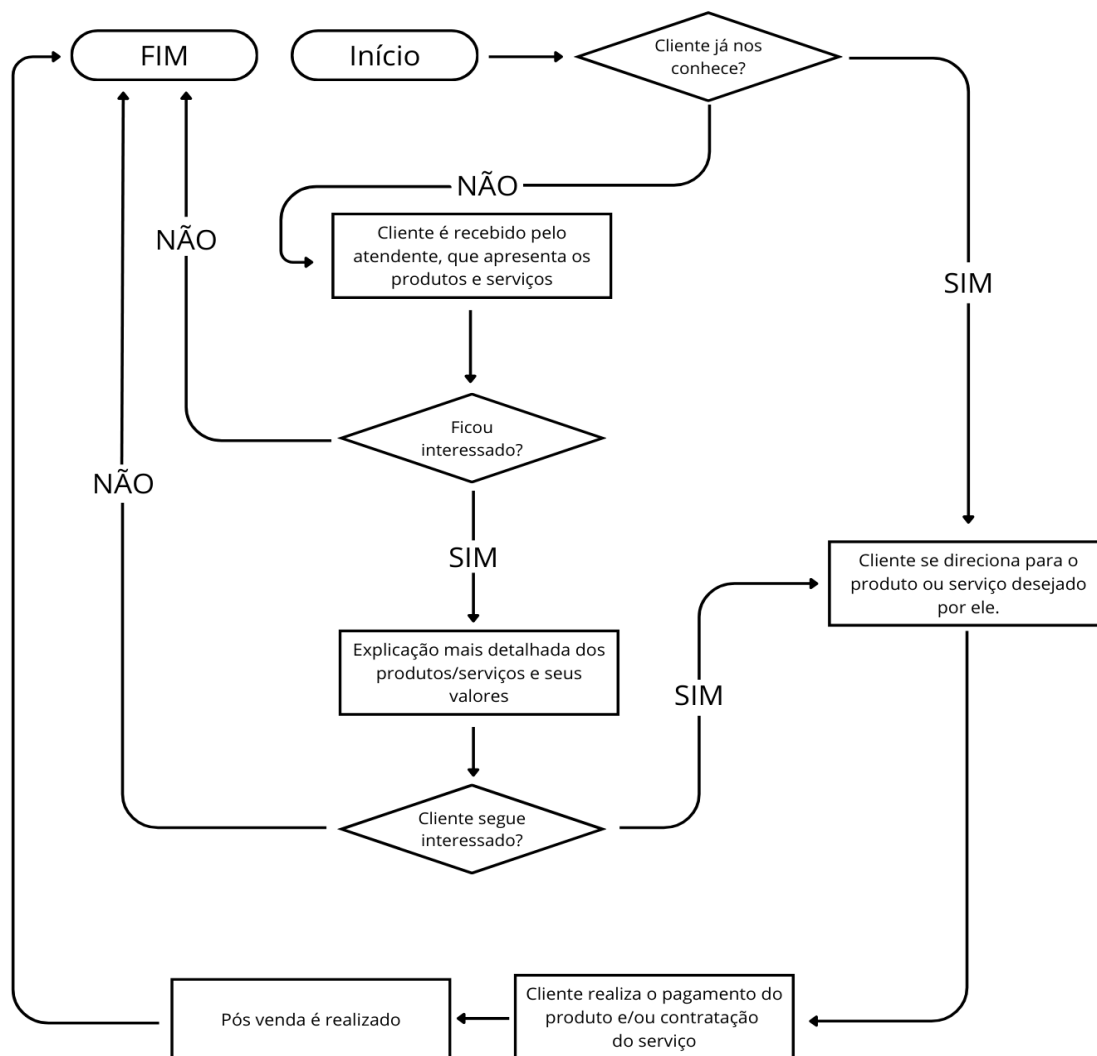 FIM
Início
Cliente já nos
conhece?
NÃO
Cliente é recebido pelo
atendente, que apresenta os
produtos e serviços
NÃO
SIM
Ficou
interessado?
NÃO
SIM
Cliente se direciona para o
produto ou serviço desejado
por ele.
Explicação mais detalhada dos
produtos/serviços e seus
valores
SIM
Cliente segue
interessado?
Pós venda é realizado
Cliente realiza o pagamento do
produto e/ou contratação
do serviço